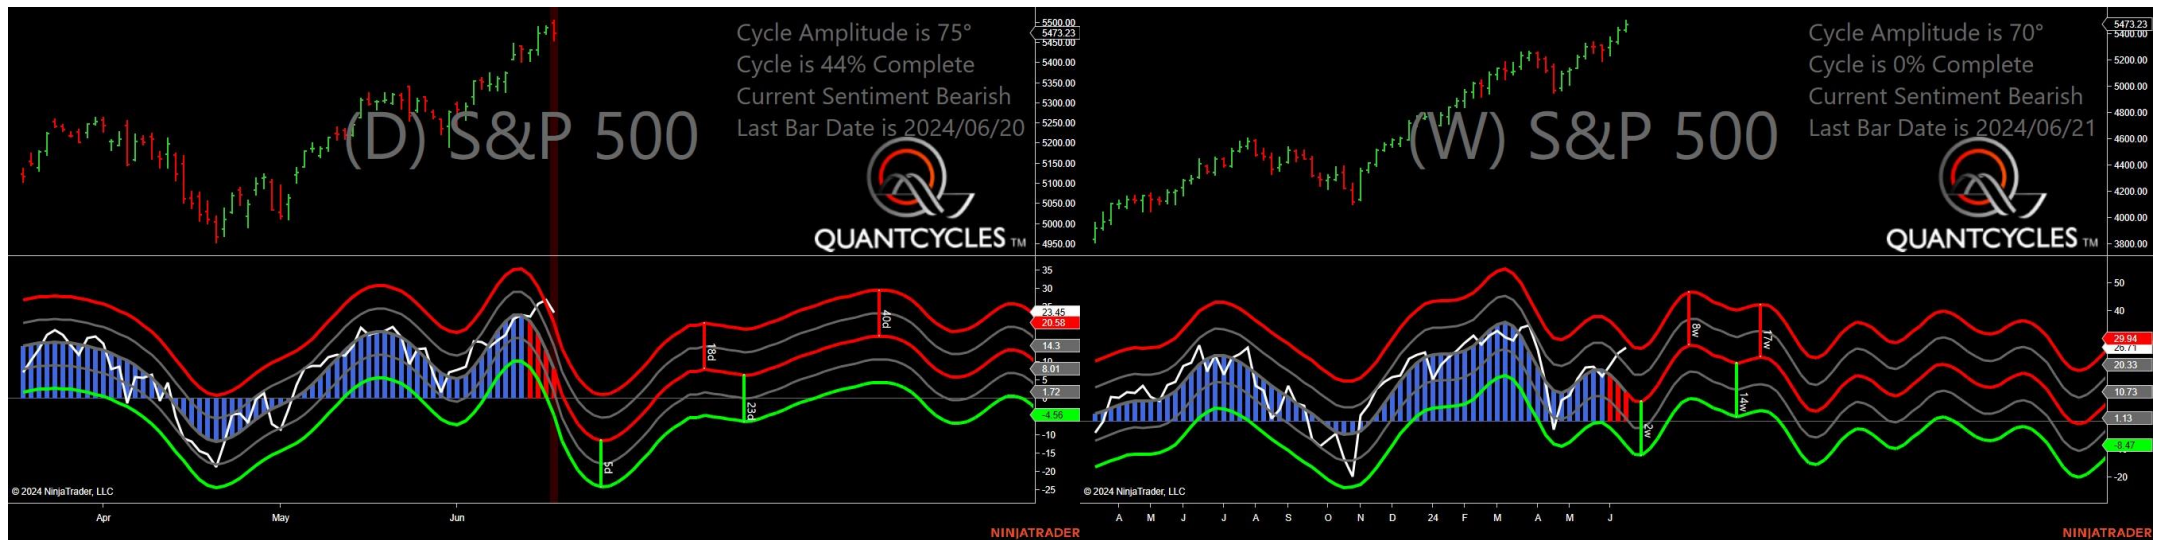 Cycle Amplitude is 75°
Cycle is 44% Complete
Current Sentiment Bearish
Last Bar Date is 2024/06/20
(D) S&P 500
QUANTCYCLES TM
5500.00
5473.23
5450.00
5400.00
5350.00
5300.00
5250.00
5200.00
5150.00
5100.00
5050.00
5000.00
4950.00
35
30
23.45
20.58
14.3
10
8.01
5
1.72
-4.56
-10
-15
-20
-25
5d
18d
23d
40d
© 2024 NinjaTrader, LLC
Apr
May
Jun
NINJATRADER
Cycle Amplitude is 70°
Cycle is 0% Complete
Current Sentiment Bearish
Last Bar Date is 2024/06/21
(W) S&P 500
QUANTCYCLES TM
5473.23
5400.00
5200.00
5000.00
4800.00
4600.00
4400.00
4200.00
4000.00
3800.00
50
40
29.94
26.71
20.33
10.73
1.13
-8.47
-20
2w
8w
14w
17w
© 2024 NinjaTrader, LLC
A M J J A S O N D 24 F M A M J
NINJATRADER